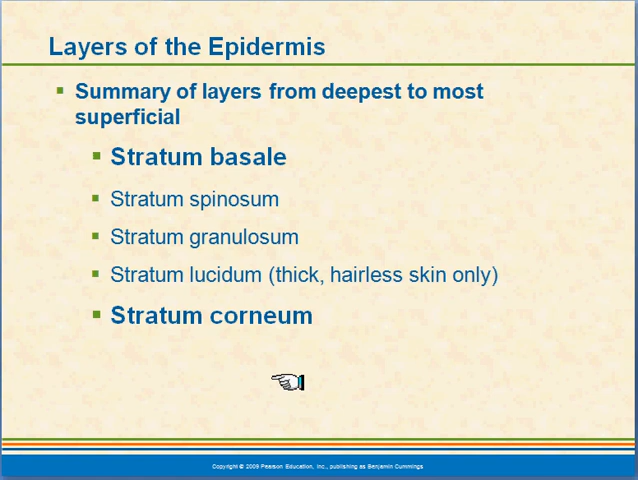 Layers of the Epidermis
Summary of layers from deepest to most
superficial
Stratum basale
Stratum spinosum
Stratum granulosum
Stratum lucidum (thick, hairless skin only)
Stratum corneum
Copyright © 2009 Pearson Education, Inc., publishing as Benjamin Cummings